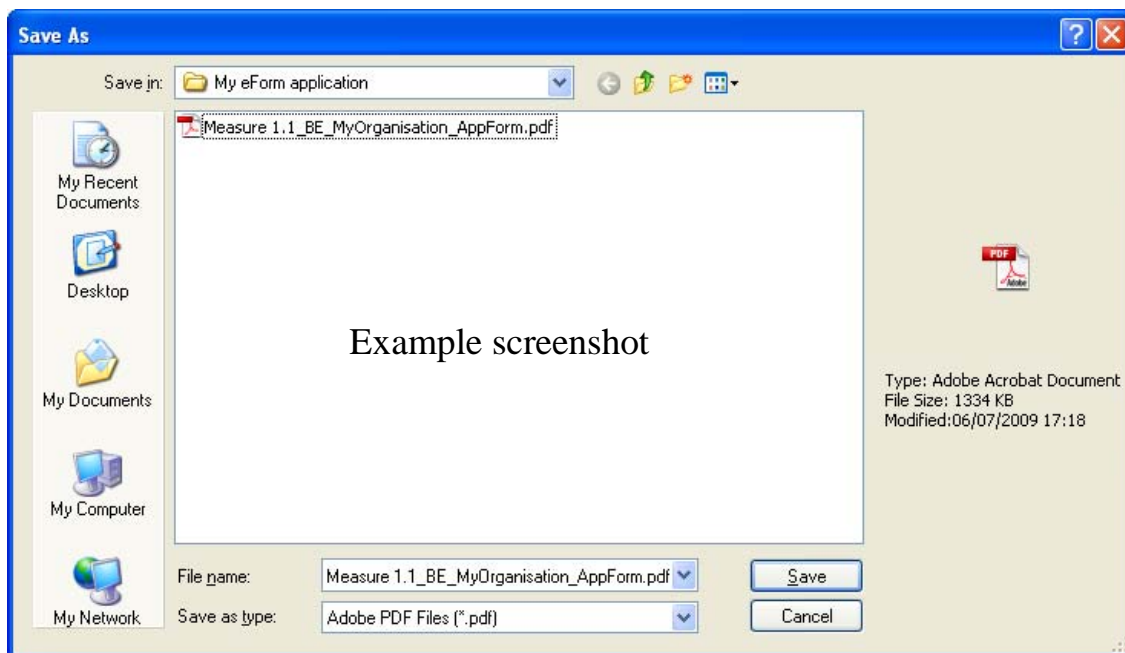 Save As
Save in:
My eForm application
Measure 1.1_BE_MyOrganisation_AppForm.pdf
My Recent
Documents
Desktop
My Documents
My Computer
My Network
Example screenshot
PDF
Adobe
Type: Adobe Acrobat Document
File Size: 1334 KB
Modified:06/07/2009 17:18
File name:
Measure 1.1_BE_MyOrganisation_AppForm.pdf
Save
Save as type:
Adobe PDF Files (*.pdf)
Cancel